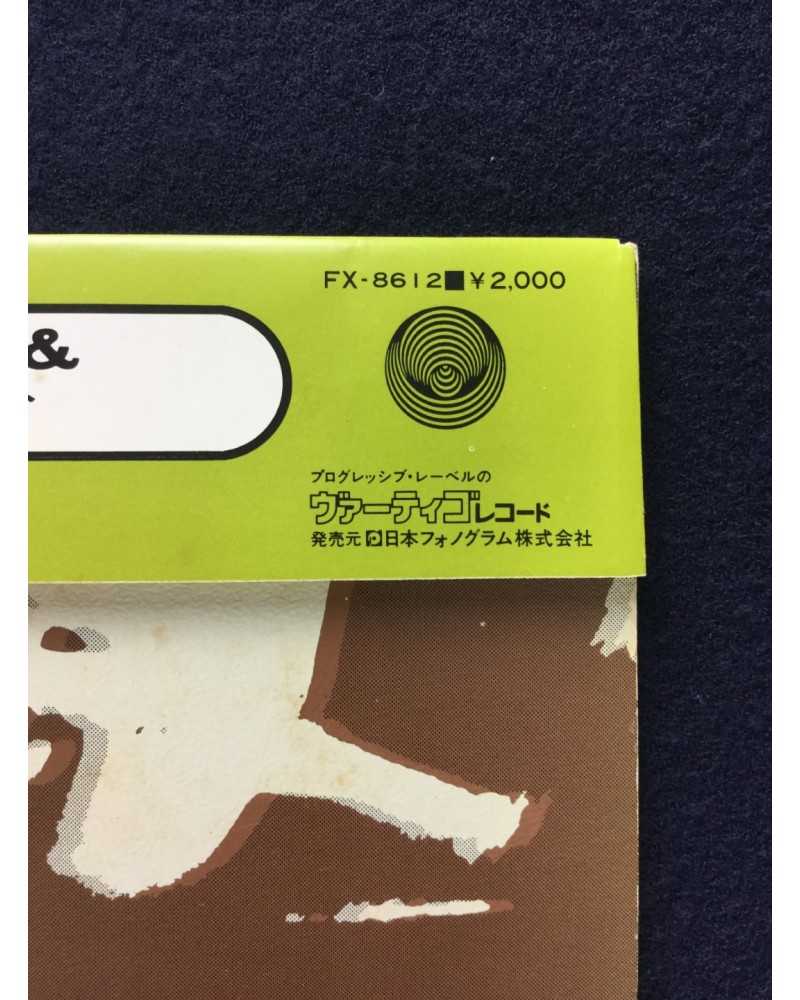 FX-8612■¥2,000
&
プログレッシブ・レーベルの
ヴァーティゴレコード
発売元 日本フォノグラム株式会社